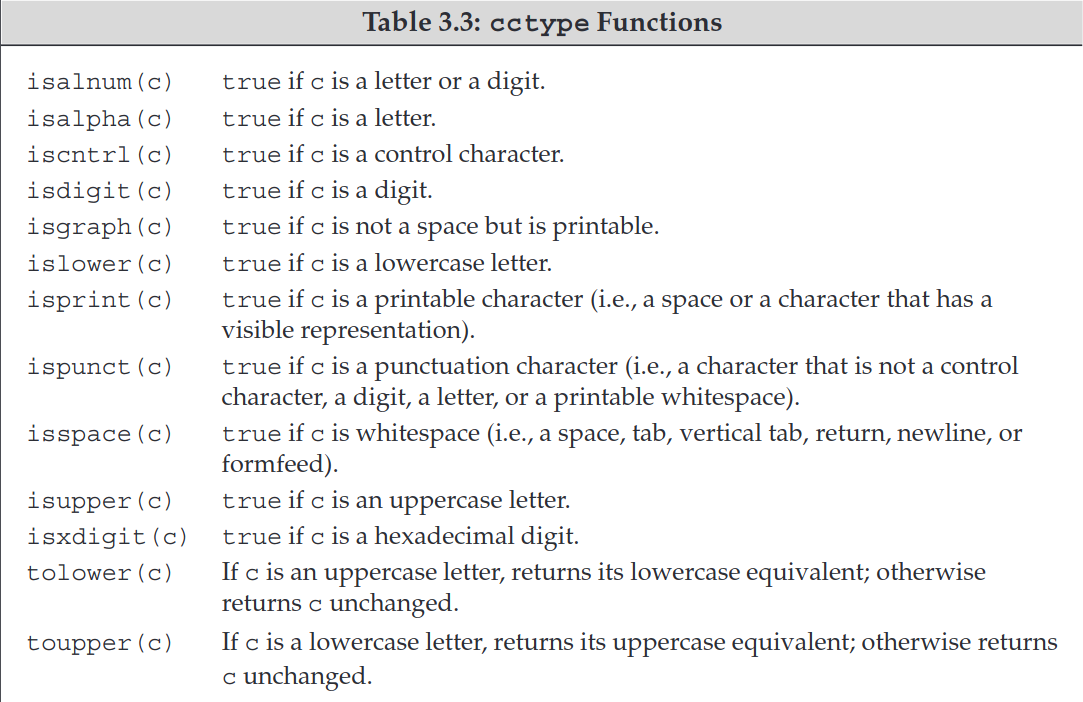 Table 3.3: cctype Functions
isalnum(c) true if c is a letter or a digit.
isalpha(c) true if c is a letter.
iscntrl(c) true if c is a control character.
isdigit(c) true if c is a digit.
isgraph(c) true if c is not a space but is printable.
islower(c) true if c is a lowercase letter.
isprint(c) true if c is a printable character (i.e., a space or a character that has a
visible representation).
ispunct(c) true if c is a punctuation character (i.e., a character that is not a control
character, a digit, a letter, or a printable whitespace).
isspace(c) true if c is whitespace (i.e., a space, tab, vertical tab, return, newline, or
formfeed).
isupper(c) true if c is an uppercase letter.
isxdigit(c) true if c is a hexadecimal digit.
tolower(c) If c is an uppercase letter, returns its lowercase equivalent; otherwise
returns c unchanged.
toupper(c) If c is a lowercase letter, returns its uppercase equivalent; otherwise returns
c unchanged.